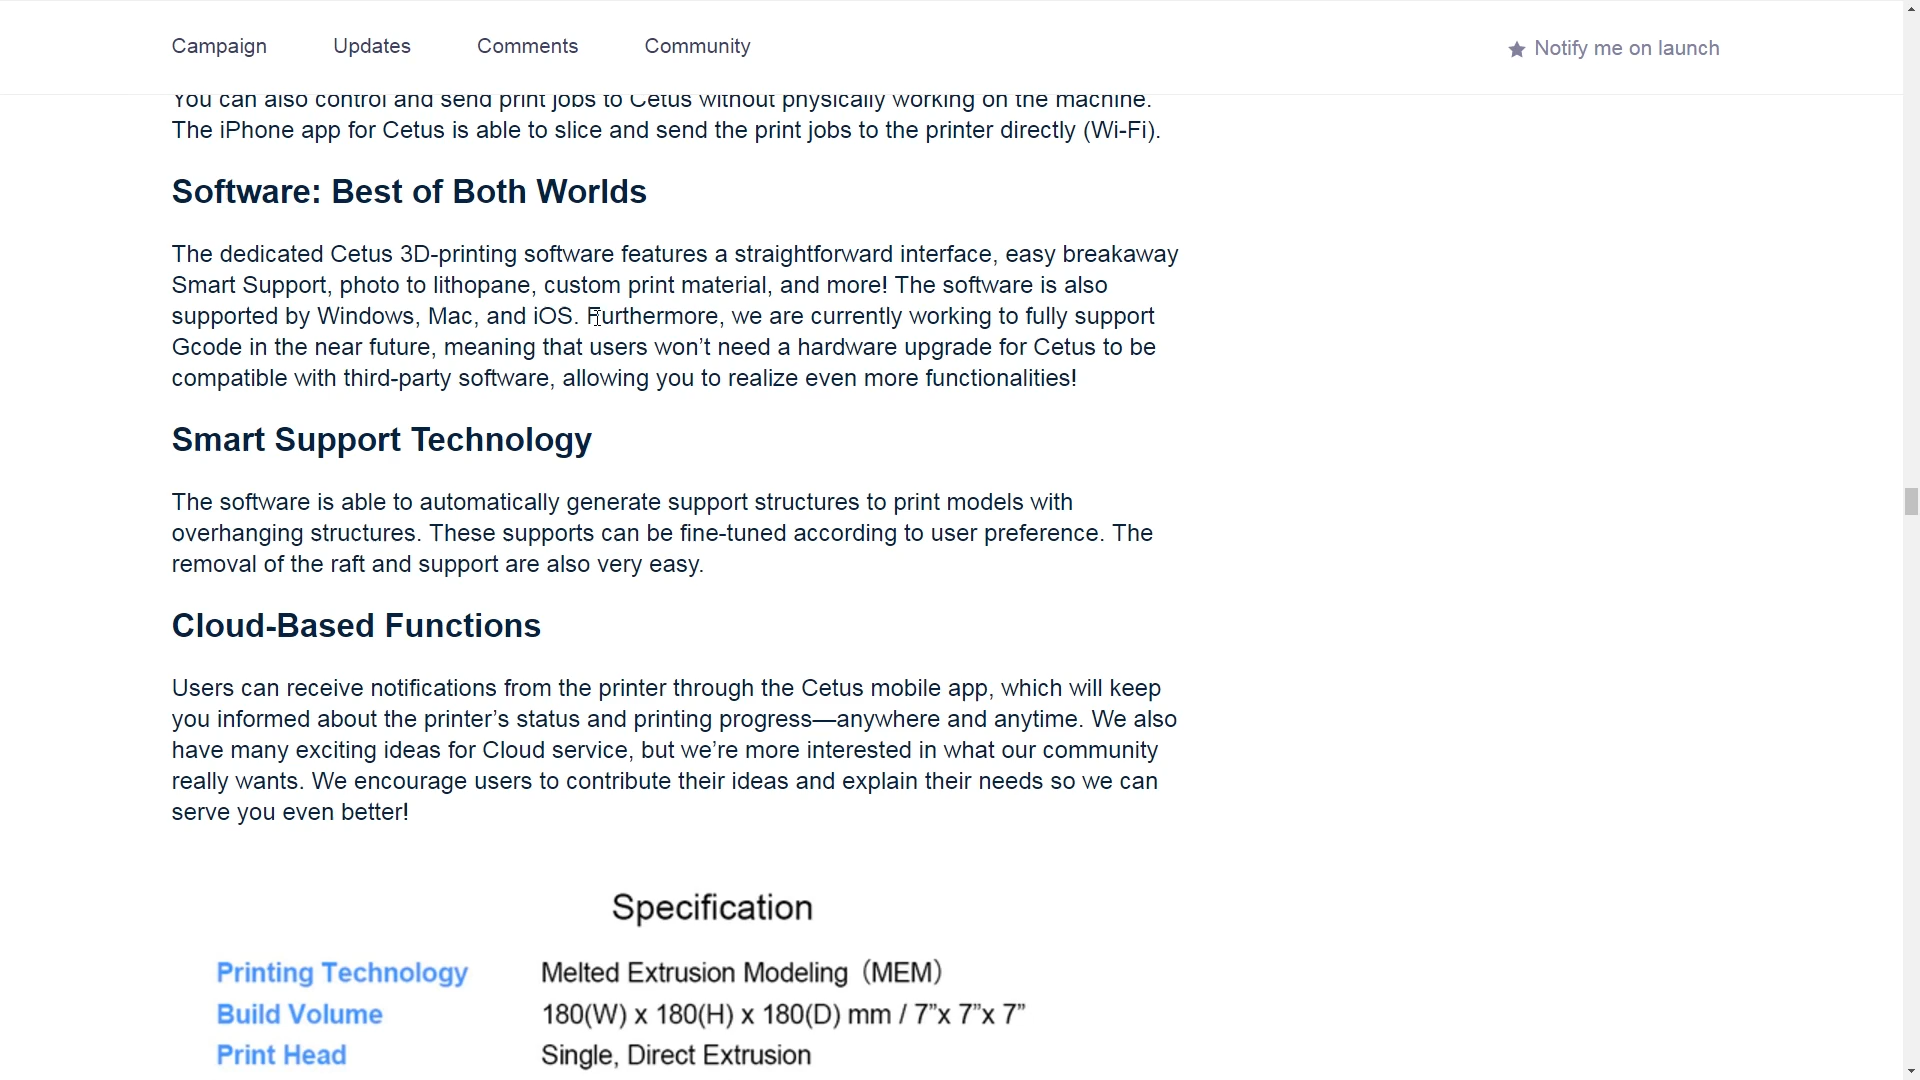 Campaign Updates Comments Community Notify me on launch
You can also control and send print jobs to Cetus without physically working on the machine.
The iPhone app for Cetus is able to slice and send the print jobs to the printer directly (Wi-Fi).
Software: Best of Both Worlds
The dedicated Cetus 3D-printing software features a straightforward interface, easy breakaway
Smart Support, photo to lithopane, custom print material, and more! The software is also
supported by Windows, Mac, and iOS. Furthermore, we are currently working to fully support
Gcode in the near future, meaning that users won’t need a hardware upgrade for Cetus to be
compatible with third-party software, allowing you to realize even more functionalities!
Smart Support Technology
The software is able to automatically generate support structures to print models with
overhanging structures. These supports can be fine-tuned according to user preference. The
removal of the raft and support are also very easy.
Cloud-Based Functions
Users can receive notifications from the printer through the Cetus mobile app, which will keep
you informed about the printer’s status and printing progress—anywhere and anytime. We also
have many exciting ideas for Cloud service, but we’re more interested in what our community
really wants. We encourage users to contribute their ideas and explain their needs so we can
serve you even better!
Specification
Printing Technology Melted Extrusion Modeling（MEM）
Build Volume 180(W) x 180(H) x 180(D) mm / 7”x 7”x 7”
Print Head Single, Direct Extrusion